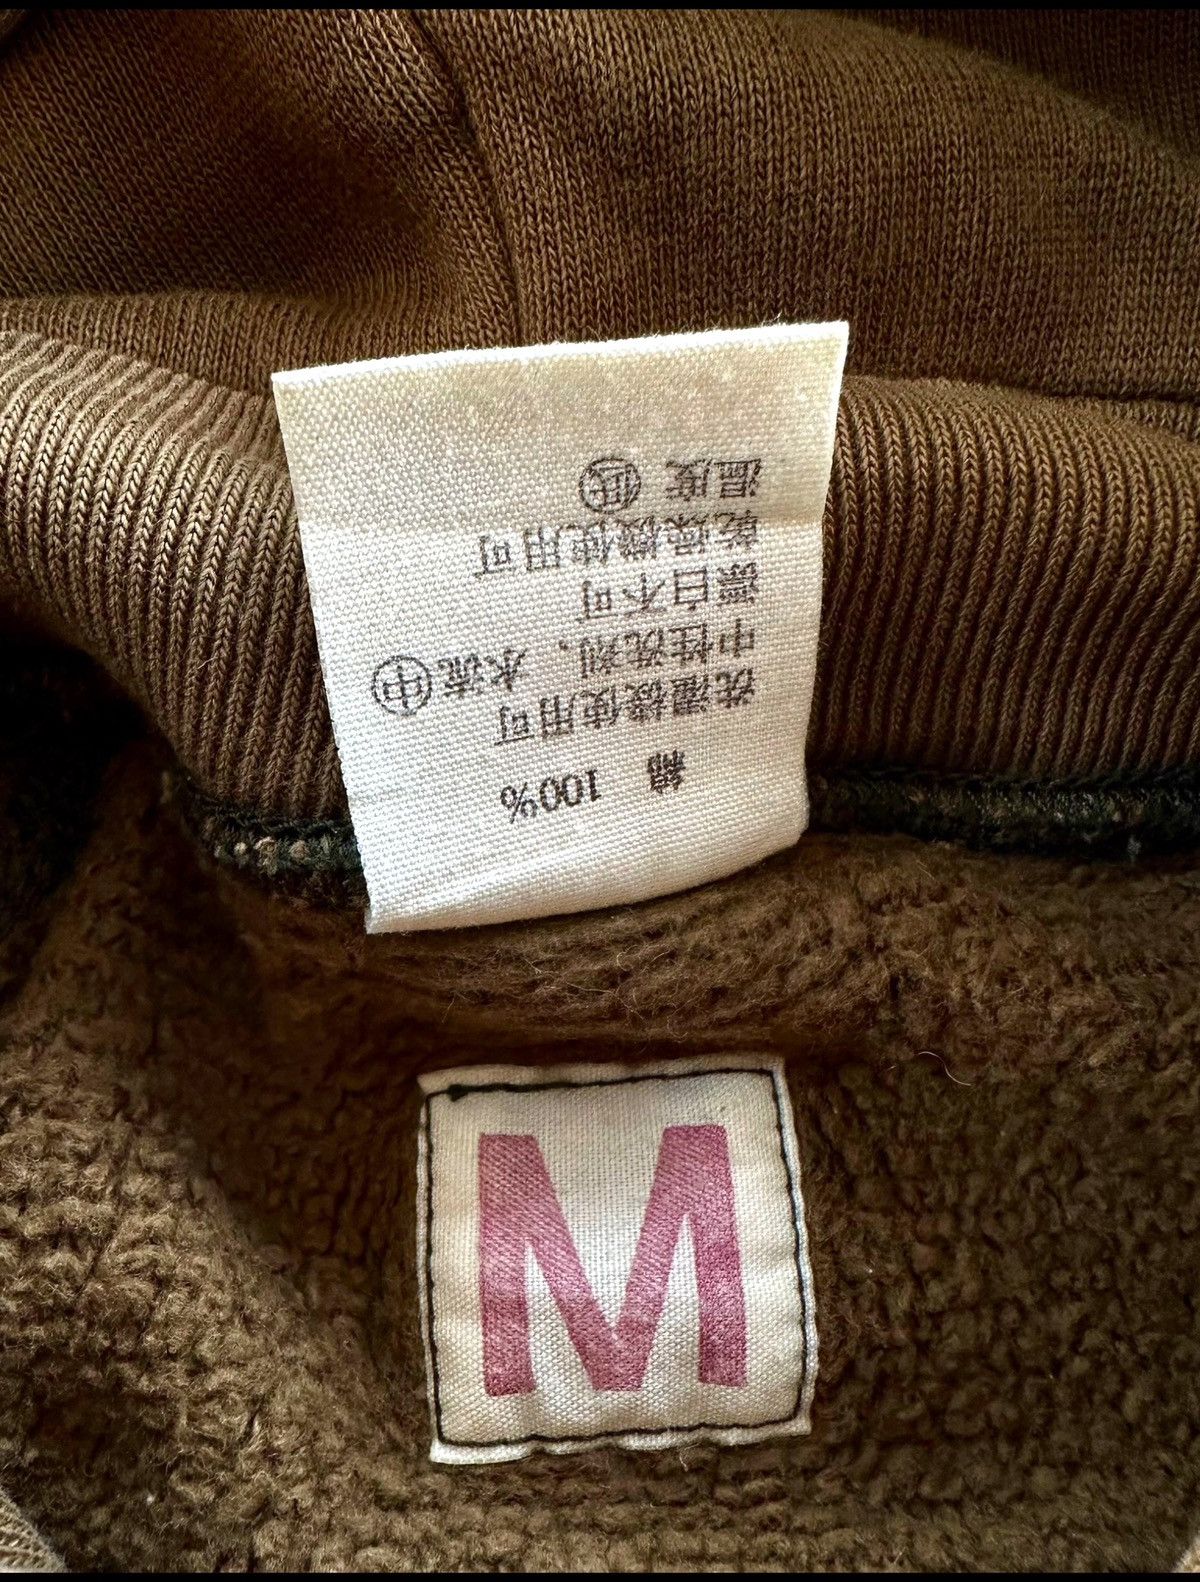 綿 100%
洗濯機使用可
中性洗剤、水流㊥
漂白不可
乾燥機使用可
温度㊦
M